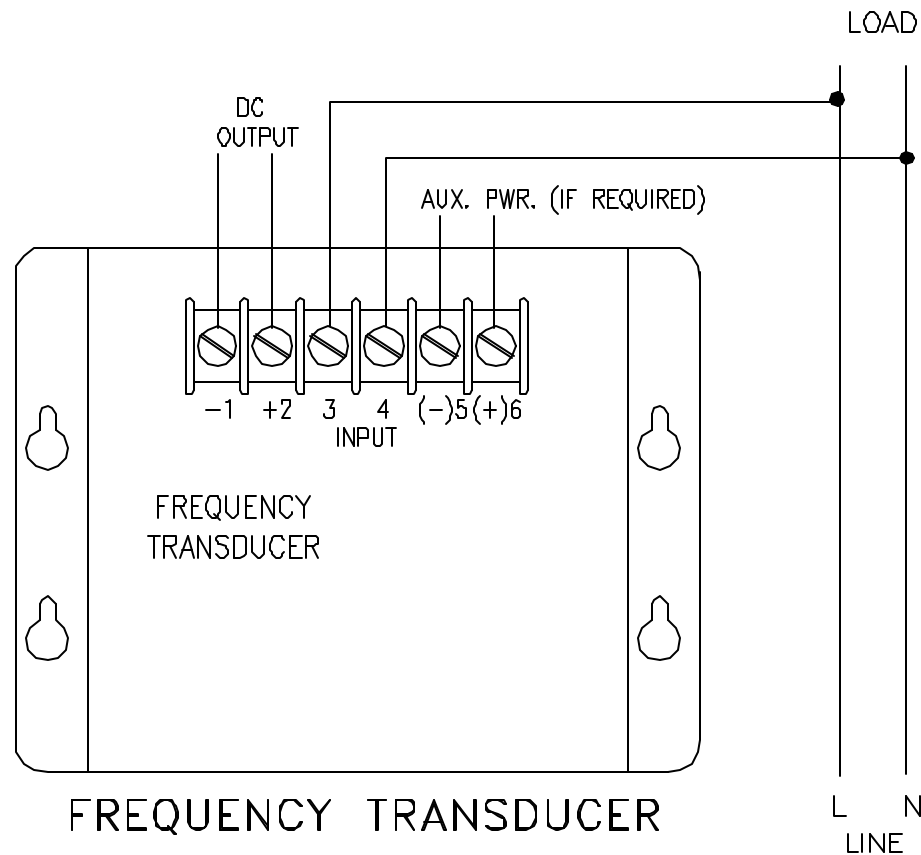 LOAD
DC
OUTPUT
AUX. PWR. (IF REQUIRED)
-1 +2 3 4 (-)5 (+)6
INPUT
FREQUENCY
TRANSDUCER
FREQUENCY TRANSDUCER
L N
LINE